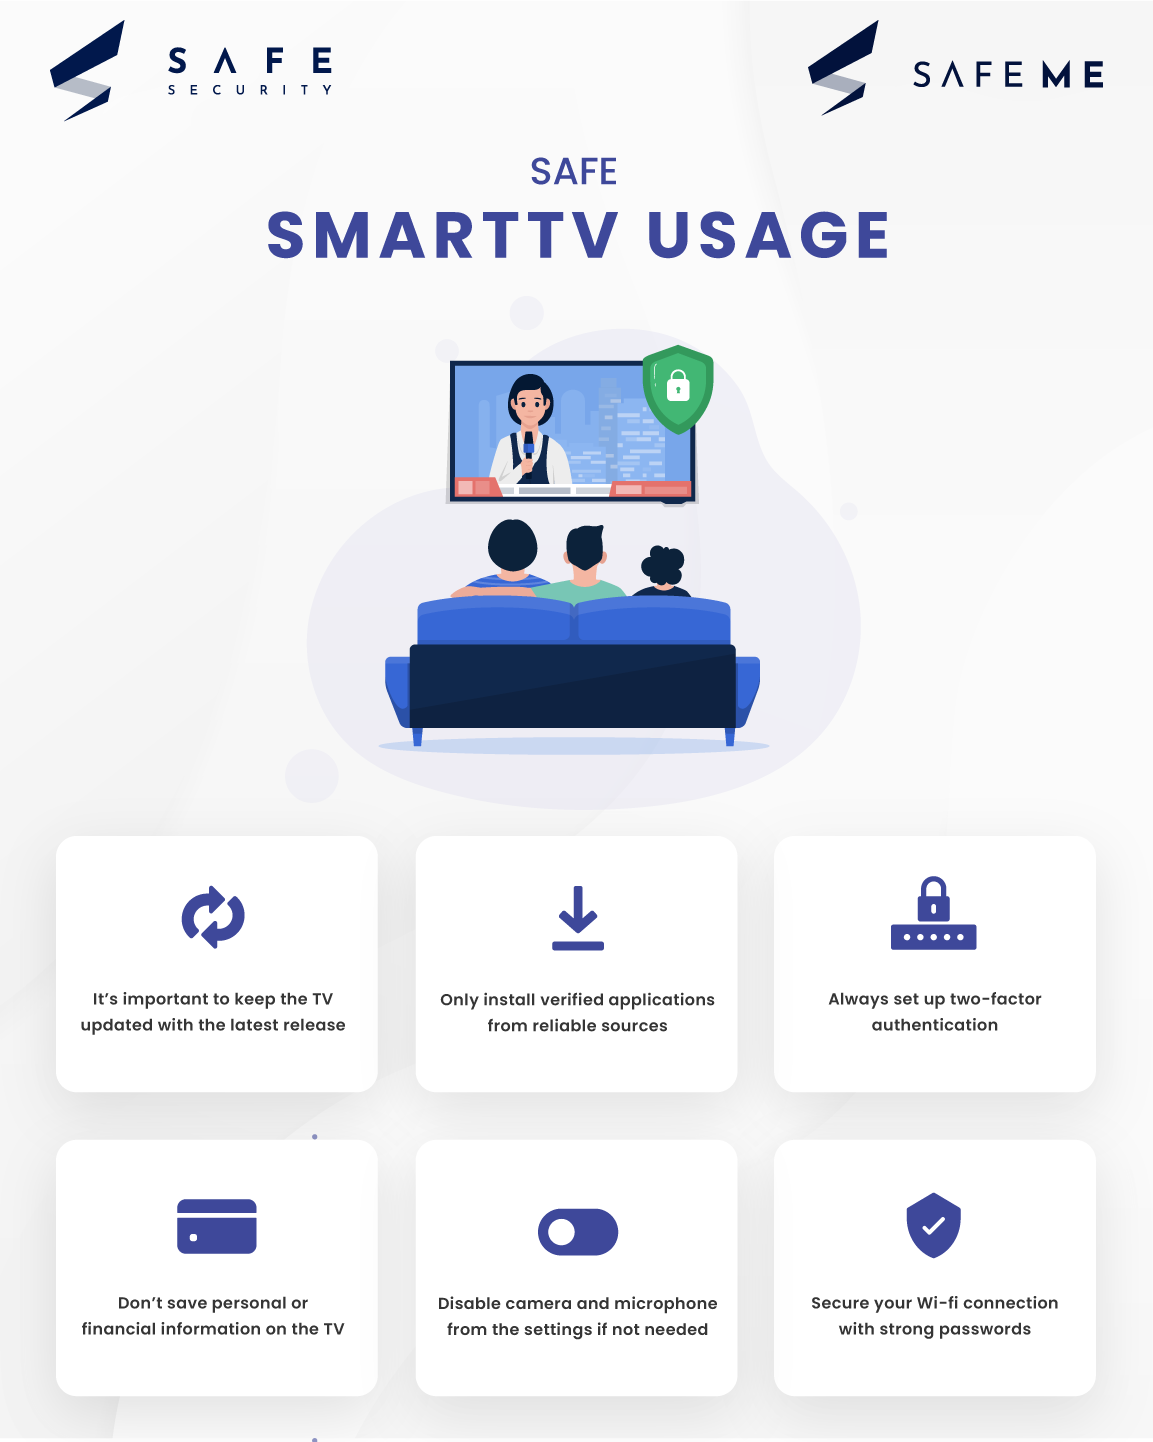 SAFE
SECURITY
SAFE ME
SAFE
SMARTTV USAGE
It’s important to keep the TV
updated with the latest release
Only install verified applications
from reliable sources
Always set up two-factor
authentication
Don’t save personal or
financial information on the TV
Disable camera and microphone
from the settings if not needed
Secure your Wi-fi connection
with strong passwords